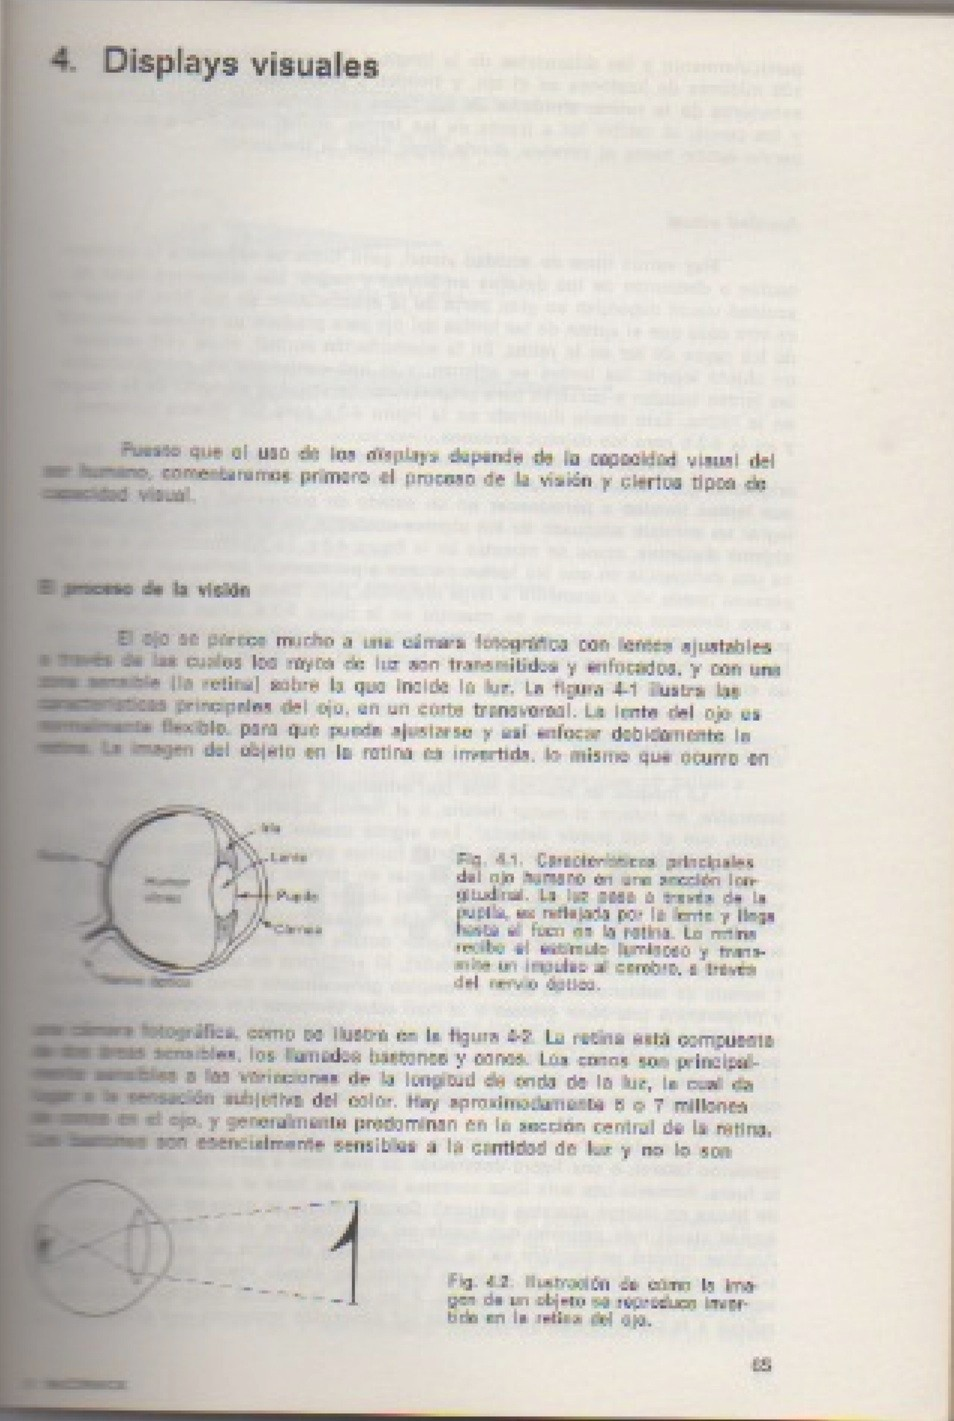 4. Displays visuales
Puesto que el uso de los displays depende de la capacidad visual del
ser humano, comentaremos primero el proceso de la visión y ciertos tipos de
capacidad visual.
El proceso de la visión
El ojo se parece mucho a una cámara fotográfica con lentes ajustables
a través de las cuales los rayos de luz son transmitidos y enfocados, y con una
zona sensible (la retina) sobre la que incide la luz. La figura 4-1 ilustra las
características principales del ojo, en un corte transversal. La lente del ojo es
normalmente flexible, para que pueda ajustarse y así enfocar debidamente la
retina. La imagen del objeto en la retina es invertida, lo mismo que ocurre en
Iris
Retina
Lente
Humor
vítreo
Pupila
Córnea
Nervio óptico
Fig. 4.1. Características principales
del ojo humano en una sección lon-
gitudinal. La luz pasa a través de la
pupila, es reflejada por la lente y llega
hasta el foco en la retina. La retina
recibe el estímulo luminoso y trans-
mite un impulso al cerebro, a través
del nervio óptico.
una cámara fotográfica, como se ilustra en la figura 4-2. La retina está compuesta
de dos áreas sensibles, los llamados bastones y conos. Los conos son principal-
mente sensibles a las variaciones de la longitud de onda de la luz, la cual da
lugar a la sensación subjetiva del color. Hay aproximadamente 6 o 7 millones
de conos en el ojo, y generalmente predominan en la sección central de la retina.
Los bastones son esencialmente sensibles a la cantidad de luz y no lo son
Fig. 4.2. Ilustración de cómo la ima-
gen de un objeto se reproduce inver-
tida en la retina del ojo.
65